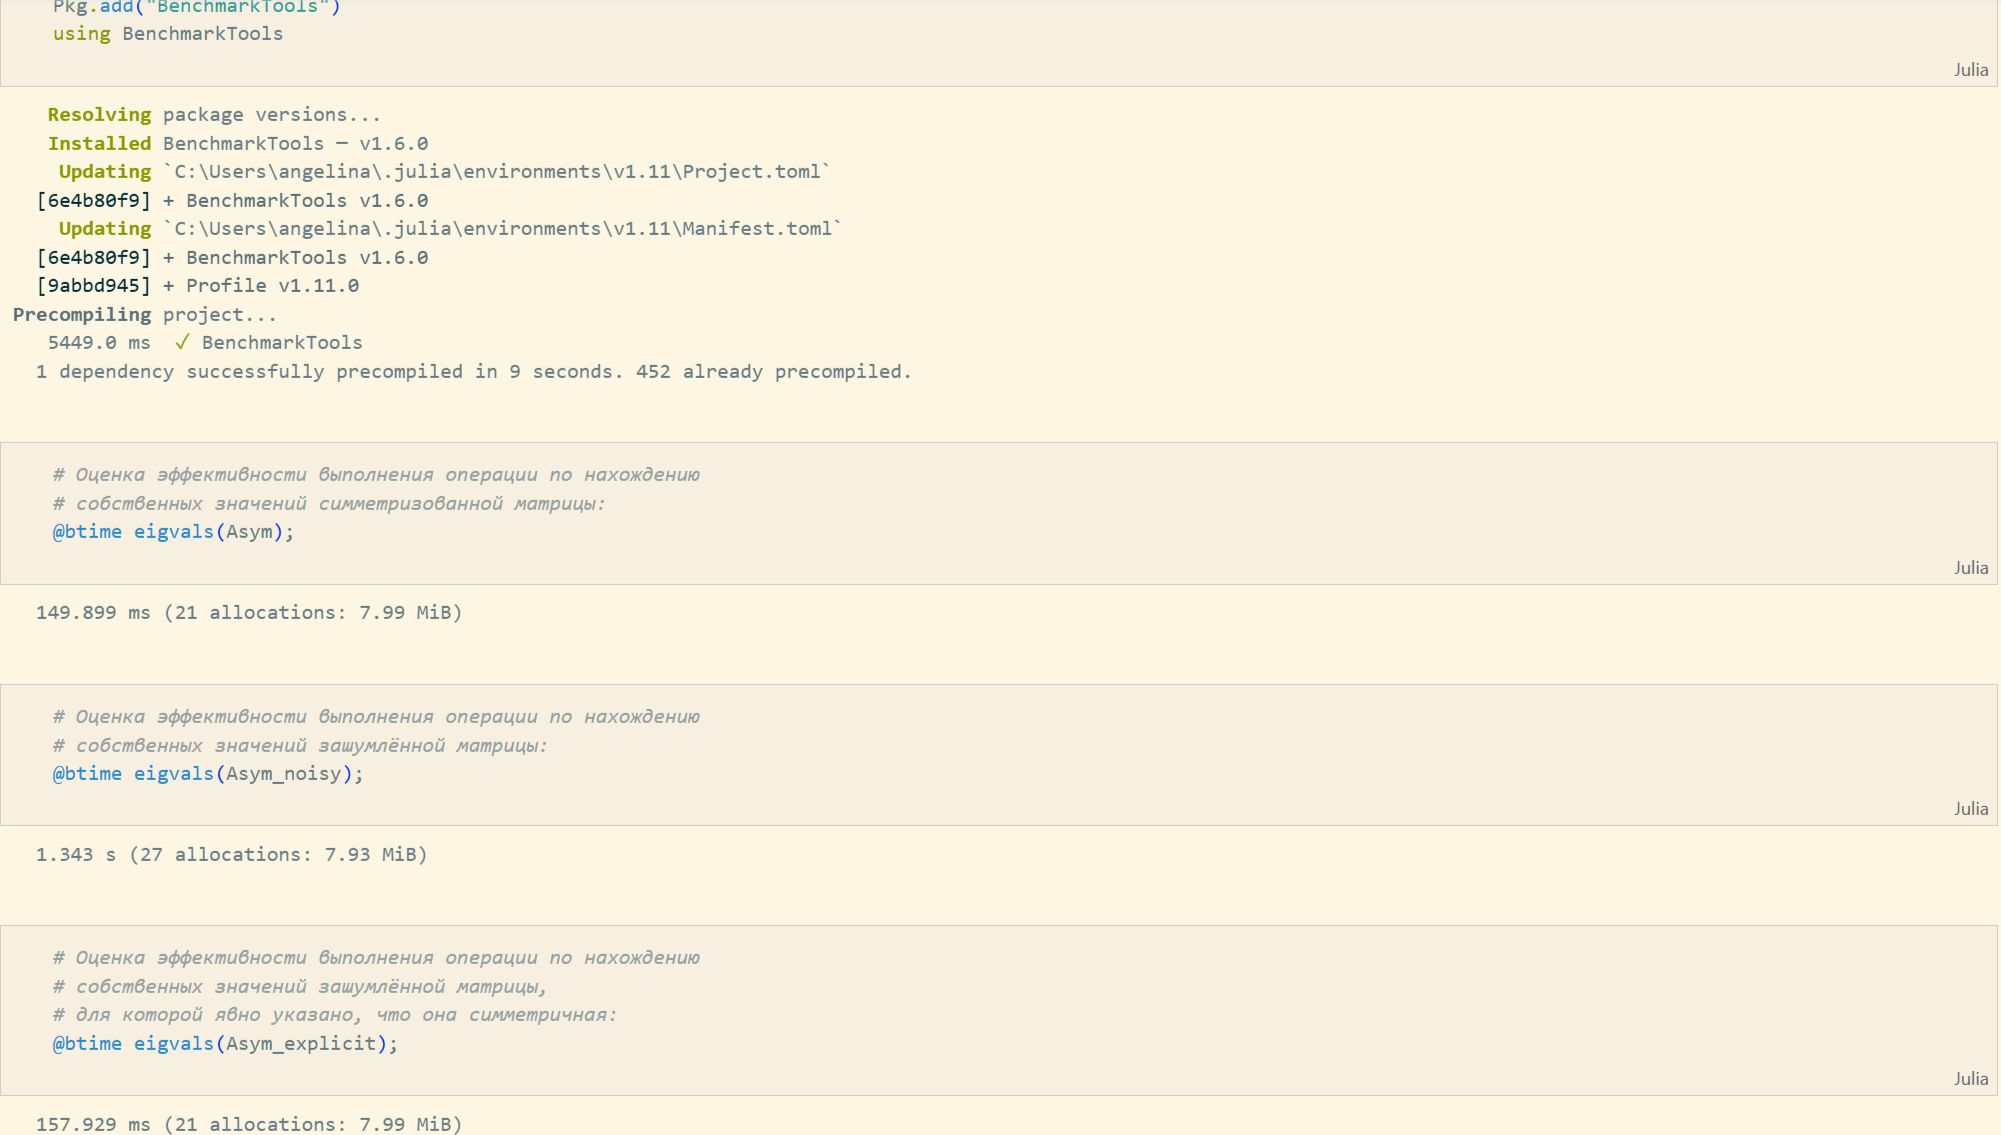 Pkg.add("BenchmarkTools")
using BenchmarkTools
Julia
Resolving package versions...
Installed BenchmarkTools ─ v1.6.0
Updating `C:\Users\angelina\.julia\environments\v1.11\Project.toml`
[6e4b80f9] + BenchmarkTools v1.6.0
Updating `C:\Users\angelina\.julia\environments\v1.11\Manifest.toml`
[6e4b80f9] + BenchmarkTools v1.6.0
[9abbd945] + Profile v1.11.0
Precompiling project...
5449.0 ms ✓ BenchmarkTools
1 dependency successfully precompiled in 9 seconds. 452 already precompiled.
# Оценка эффективности выполнения операции по нахождению
# собственных значений симметризованной матрицы:
@btime eigvals(Asym);
Julia
149.899 ms (21 allocations: 7.99 MiB)
# Оценка эффективности выполнения операции по нахождению
# собственных значений зашумлённой матрицы:
@btime eigvals(Asym_noisy);
Julia
1.343 s (27 allocations: 7.93 MiB)
# Оценка эффективности выполнения операции по нахождению
# собственных значений зашумлённой матрицы,
# для которой явно указано, что она симметричная:
@btime eigvals(Asym_explicit);
Julia
157.929 ms (21 allocations: 7.99 MiB)